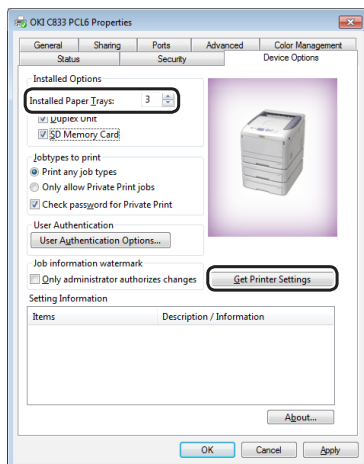 OKI C833 PCL6 Properties
General Sharing Ports Advanced Color Management
Status Security Device Options
Installed Options
Installed Paper Trays: 3
Duplex Unit
SD Memory Card
Jobtypes to print
Print any job types
Only allow Private Print jobs
Check password for Private Print
User Authentication
User Authentication Options...
Job information watermark
Only administrator authorizes changes Get Printer Settings
Setting Information
Items Description / Information
About...
OK Cancel Apply